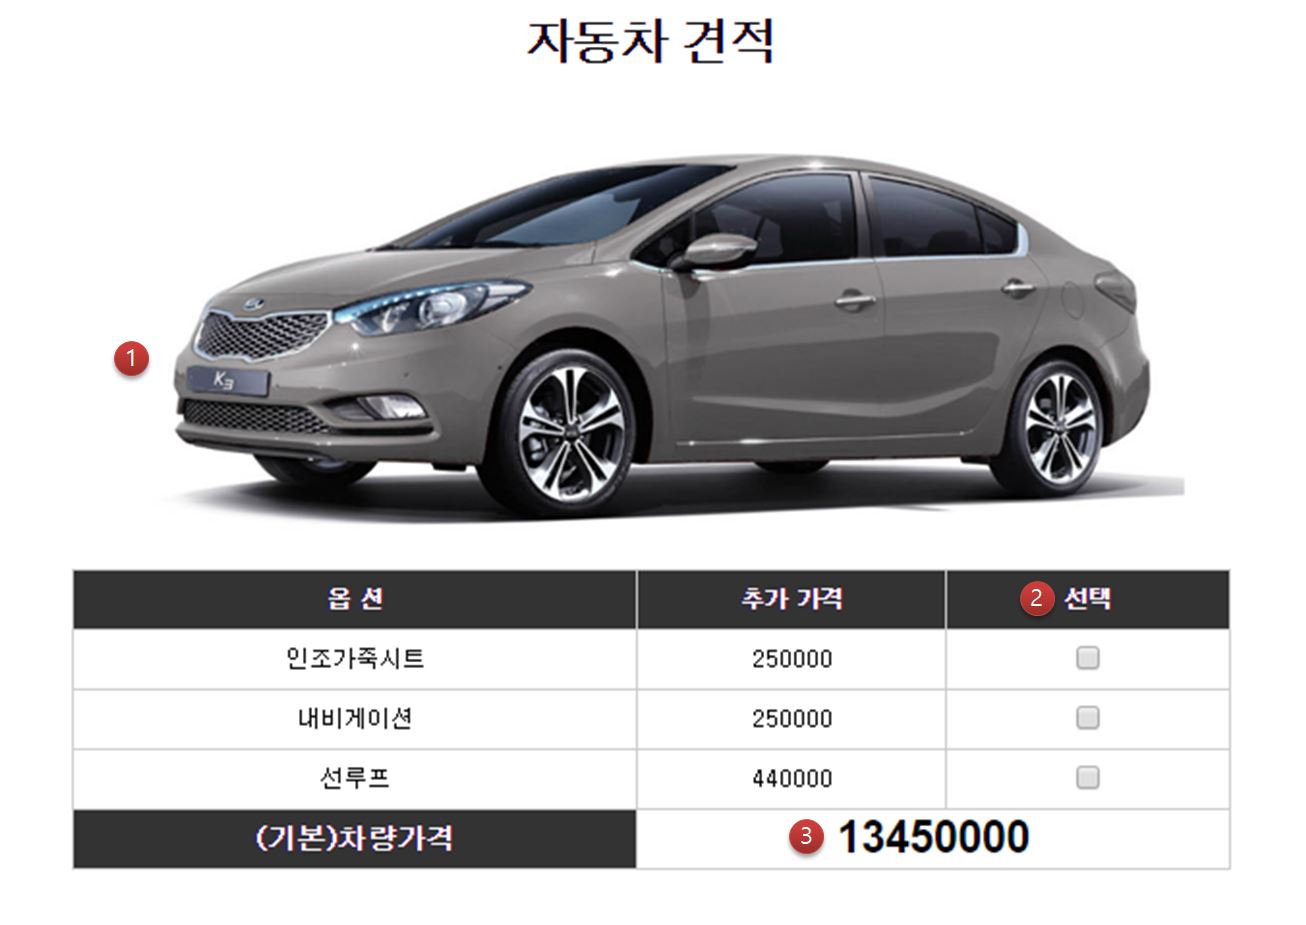 자동차 견적
1
K3
옵 션 추가 가격 2 선택
인조가죽시트 250000
내비게이션 250000
선루프 440000
(기본)차량가격 3 13450000